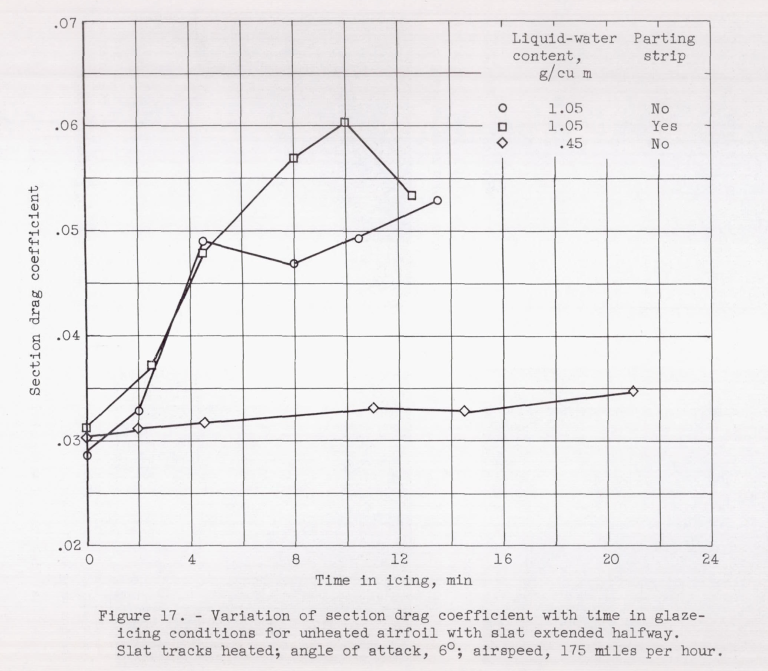 .07
.06
.05
.04
.03
.02
Section drag coefficient
Liquid-water Parting
content, strip
g/cu m
1.05 No
1.05 Yes
.45 No
0 4 8 12 16 20 24
Time in icing, min
Figure 17. - Variation of section drag coefficient with time in glaze-
icing conditions for unheated airfoil with slat extended halfway.
Slat tracks heated; angle of attack, 6°; airspeed, 175 miles per hour.